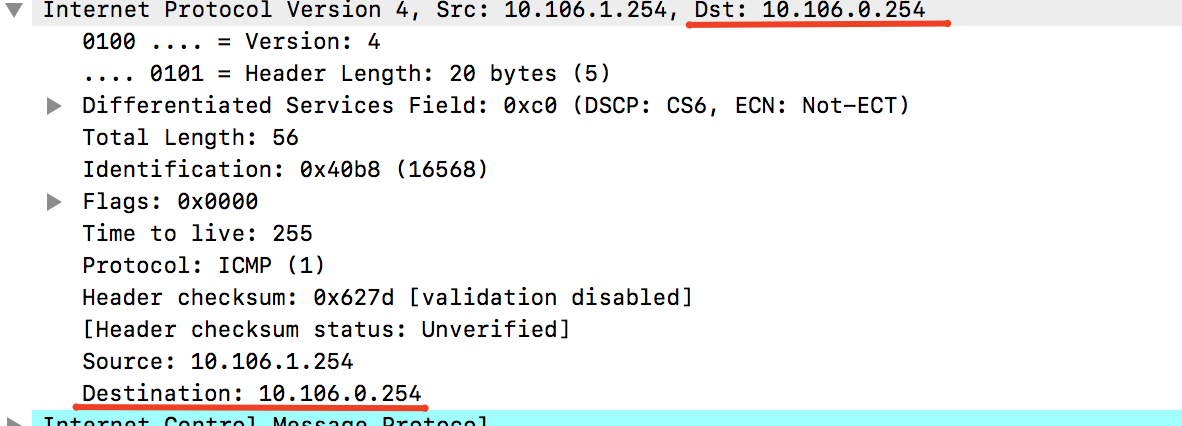 Internet Protocol Version 4, Src: 10.106.1.254, Dst: 10.106.0.254
0100 .... = Version: 4
.... 0101 = Header Length: 20 bytes (5)
Differentiated Services Field: 0xc0 (DSCP: CS6, ECN: Not-ECT)
Total Length: 56
Identification: 0x40b8 (16568)
Flags: 0x0000
Time to live: 255
Protocol: ICMP (1)
Header checksum: 0x627d [validation disabled]
[Header checksum status: Unverified]
Source: 10.106.1.254
Destination: 10.106.0.254
Internet Control Message Protocol